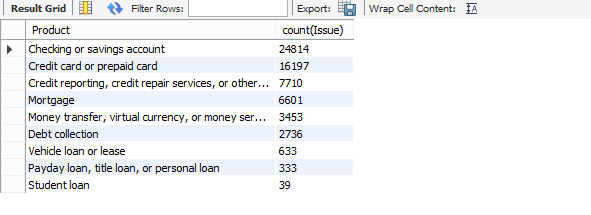 Result Grid Filter Rows: Export: Wrap Cell Content:
Product count(Issue)
Checking or savings account 24814
Credit card or prepaid card 16197
Credit reporting, credit repair services, or other... 7710
Mortgage 6601
Money transfer, virtual currency, or money ser... 3453
Debt collection 2736
Vehicle loan or lease 633
Payday loan, title loan, or personal loan 333
Student loan 39